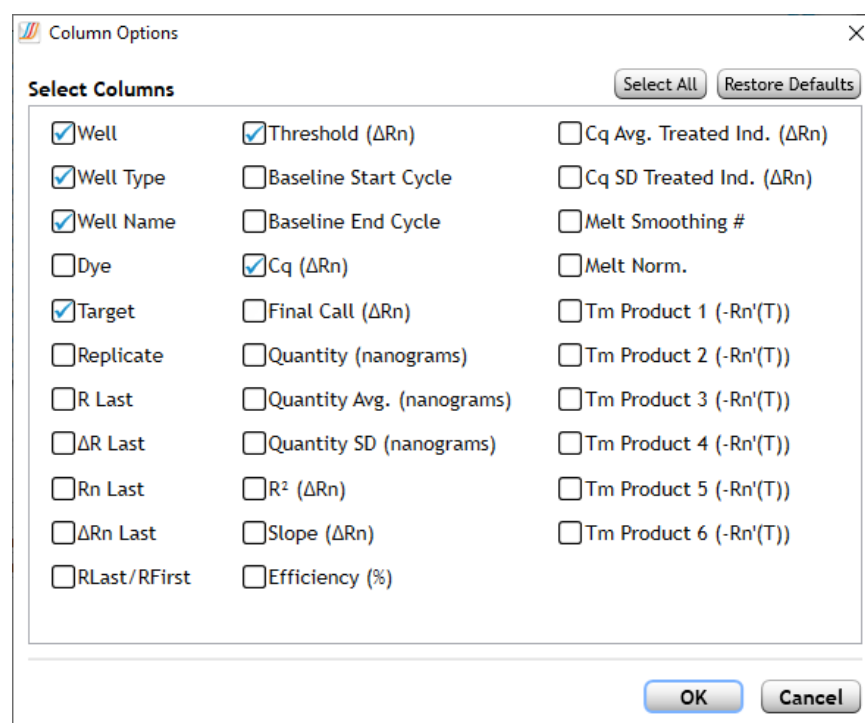 Column Options
Select Columns
Select All
Restore Defaults
Well
Threshold (ΔRn)
Cq Avg. Treated Ind. (ΔRn)
Well Type
Baseline Start Cycle
Cq SD Treated Ind. (ΔRn)
Well Name
Baseline End Cycle
Melt Smoothing #
Dye
Cq (ΔRn)
Melt Norm.
Target
Final Call (ΔRn)
Tm Product 1 (-Rn'(T))
Replicate
Quantity (nanograms)
Tm Product 2 (-Rn'(T))
R Last
Quantity Avg. (nanograms)
Tm Product 3 (-Rn'(T))
ΔR Last
Quantity SD (nanograms)
Tm Product 4 (-Rn'(T))
Rn Last
R² (ΔRn)
Tm Product 5 (-Rn'(T))
ΔRn Last
Slope (ΔRn)
Tm Product 6 (-Rn'(T))
RLast/RFirst
Efficiency (%)
OK
Cancel